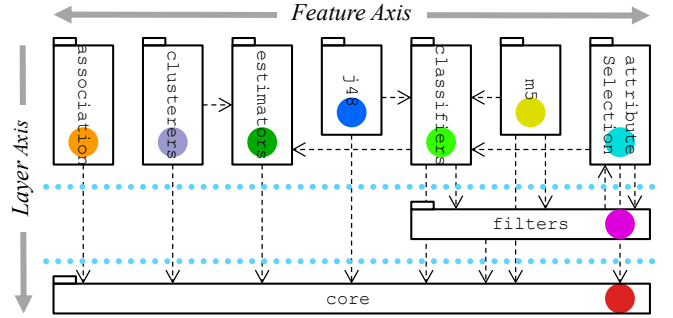 Feature Axis
Layer Axis
association
clusterers
estimators
j48
classifiers
m5
attribute
Selection
filters
core